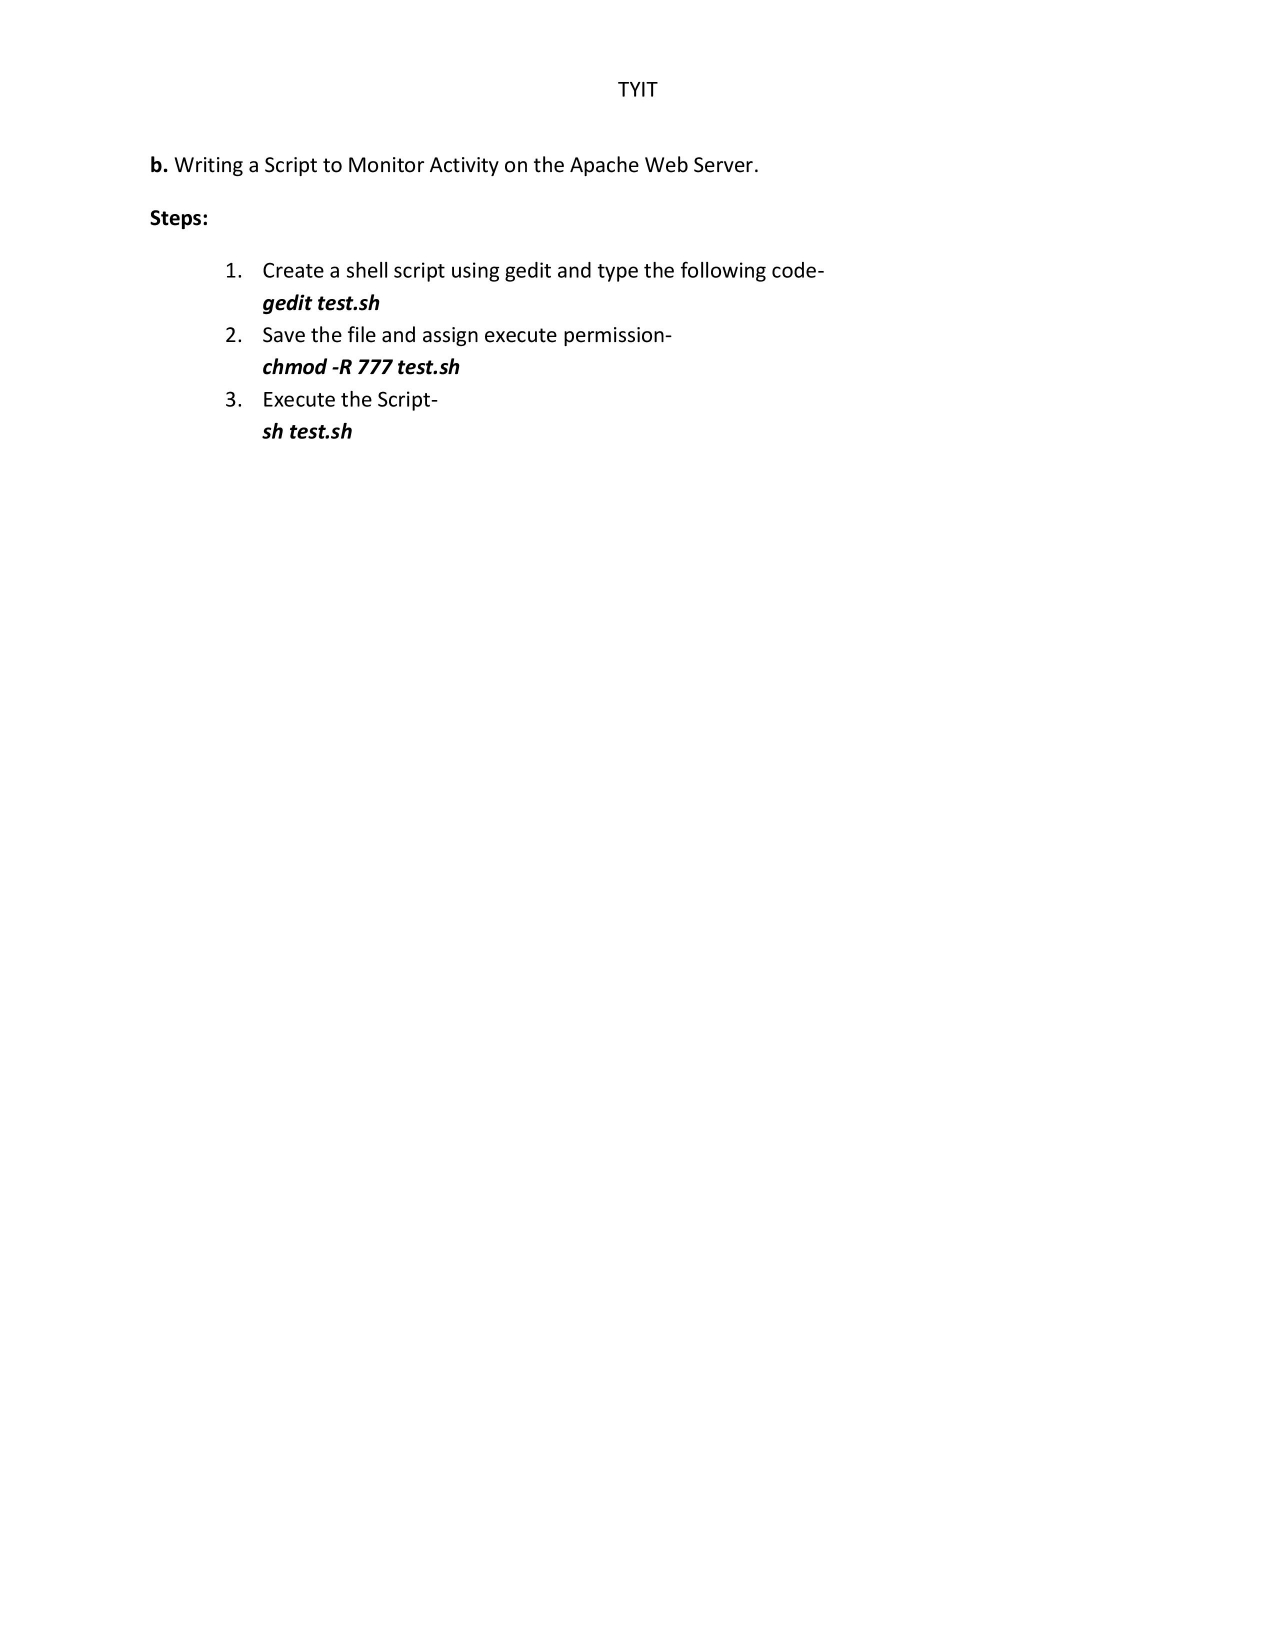 TYIT
b. Writing a Script to Monitor Activity on the Apache Web Server.
Steps:
1. Create a shell script using gedit and type the following code-
gedit test.sh
2. Save the file and assign execute permission-
chmod -R 777 test.sh
3. Execute the Script-
sh test.sh